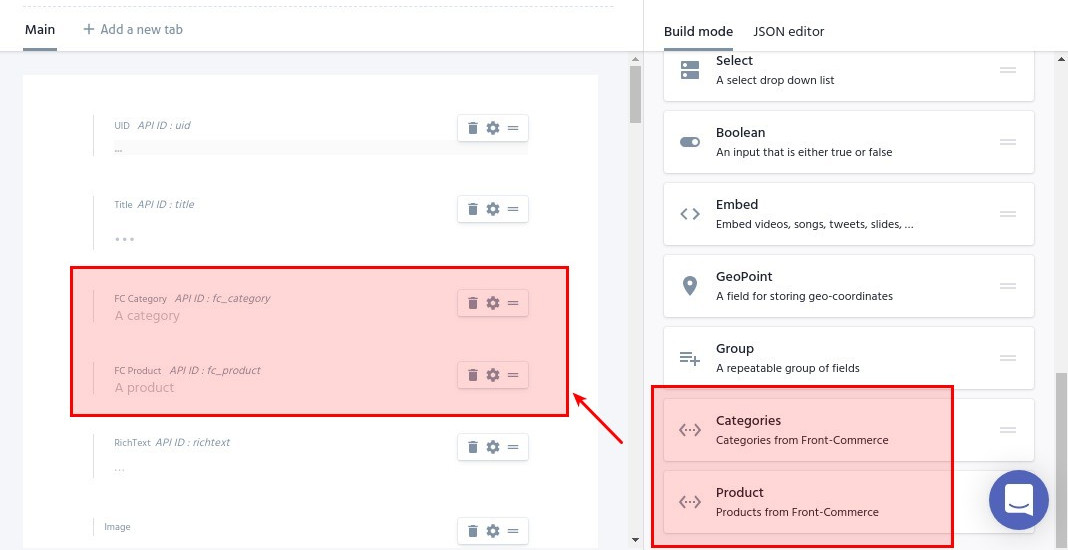 Main
Add a new tab
Build mode
JSON editor
UID API ID : uid
...
Title API ID : title
•••
FC Category API ID : fc_category
A category
FC Product API ID : fc_product
A product
RichText API ID : richtext
...
Image
Select
A select drop down list
Boolean
An input that is either true or false
Embed
Embed videos, songs, tweets, slides, ...
GeoPoint
A field for storing geo-coordinates
Group
A repeatable group of fields
Categories
Categories from Front-Commerce
Product
Products from Front-Commerce